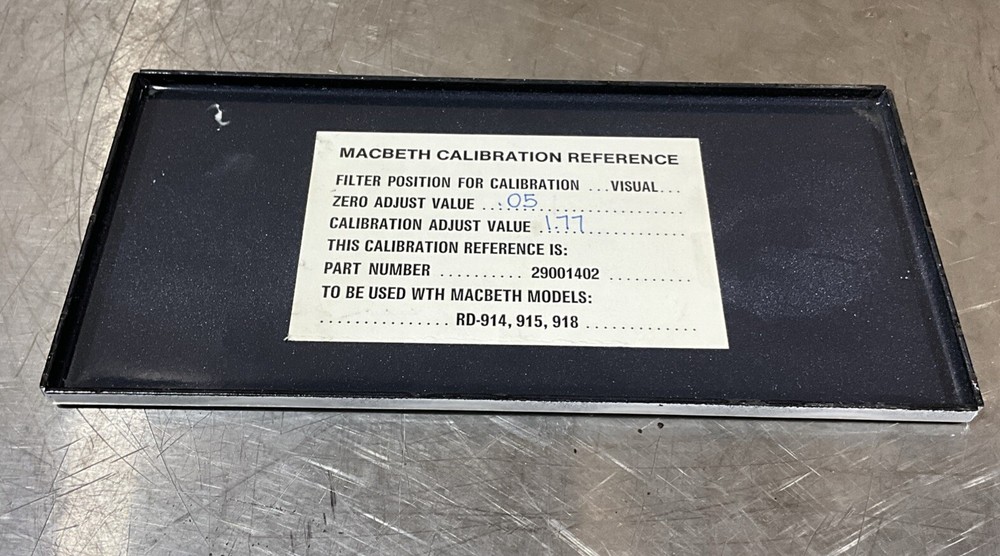 MACBETH CALIBRATION REFERENCE
FILTER POSITION FOR CALIBRATION ...VISUAL...
ZERO ADJUST VALUE ...05......................
CALIBRATION ADJUST VALUE .1.77..................
THIS CALIBRATION REFERENCE IS:
PART NUMBER .......... 29001402 ..........
TO BE USED WTH MACBETH MODELS:
................ RD-914, 915, 918 ...............